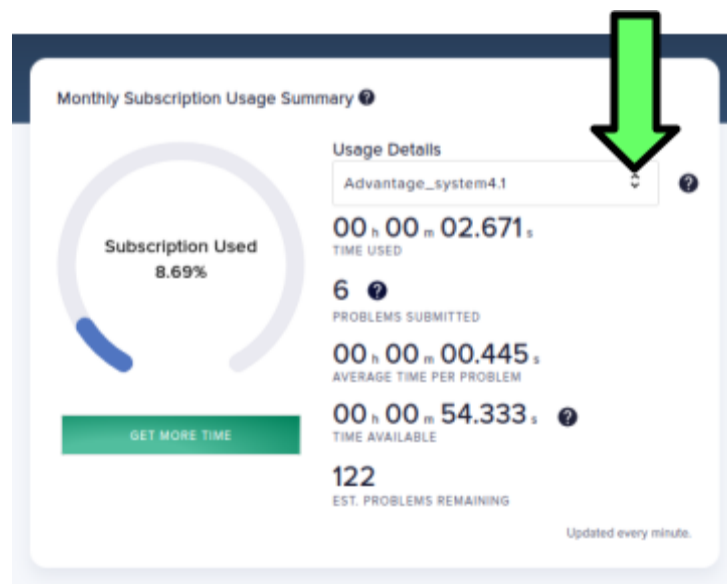 Monthly Subscription Usage Summary ?
Subscription Used
8.69%
GET MORE TIME
Usage Details
Advantage_system4.1 ?
00 h 00 m 02.671 s
TIME USED
6 ?
PROBLEMS SUBMITTED
00 h 00 m 00.445 s
AVERAGE TIME PER PROBLEM
00 h 00 m 54.333 s ?
TIME AVAILABLE
122
EST. PROBLEMS REMAINING
Updated every minute.